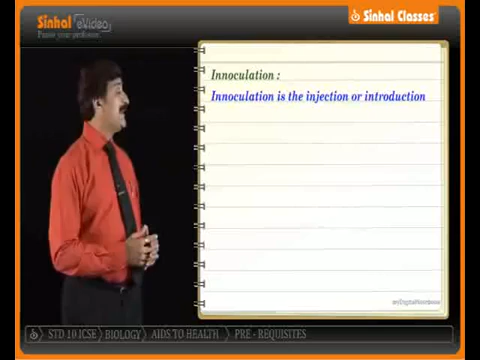 Sinhal eVideo
Sinhal Classes
Innoculation :
Innoculation is the injection or introduction
STD 10 ICSE BIOLOGY AIDS TO HEALTH PRE - REQUISITES